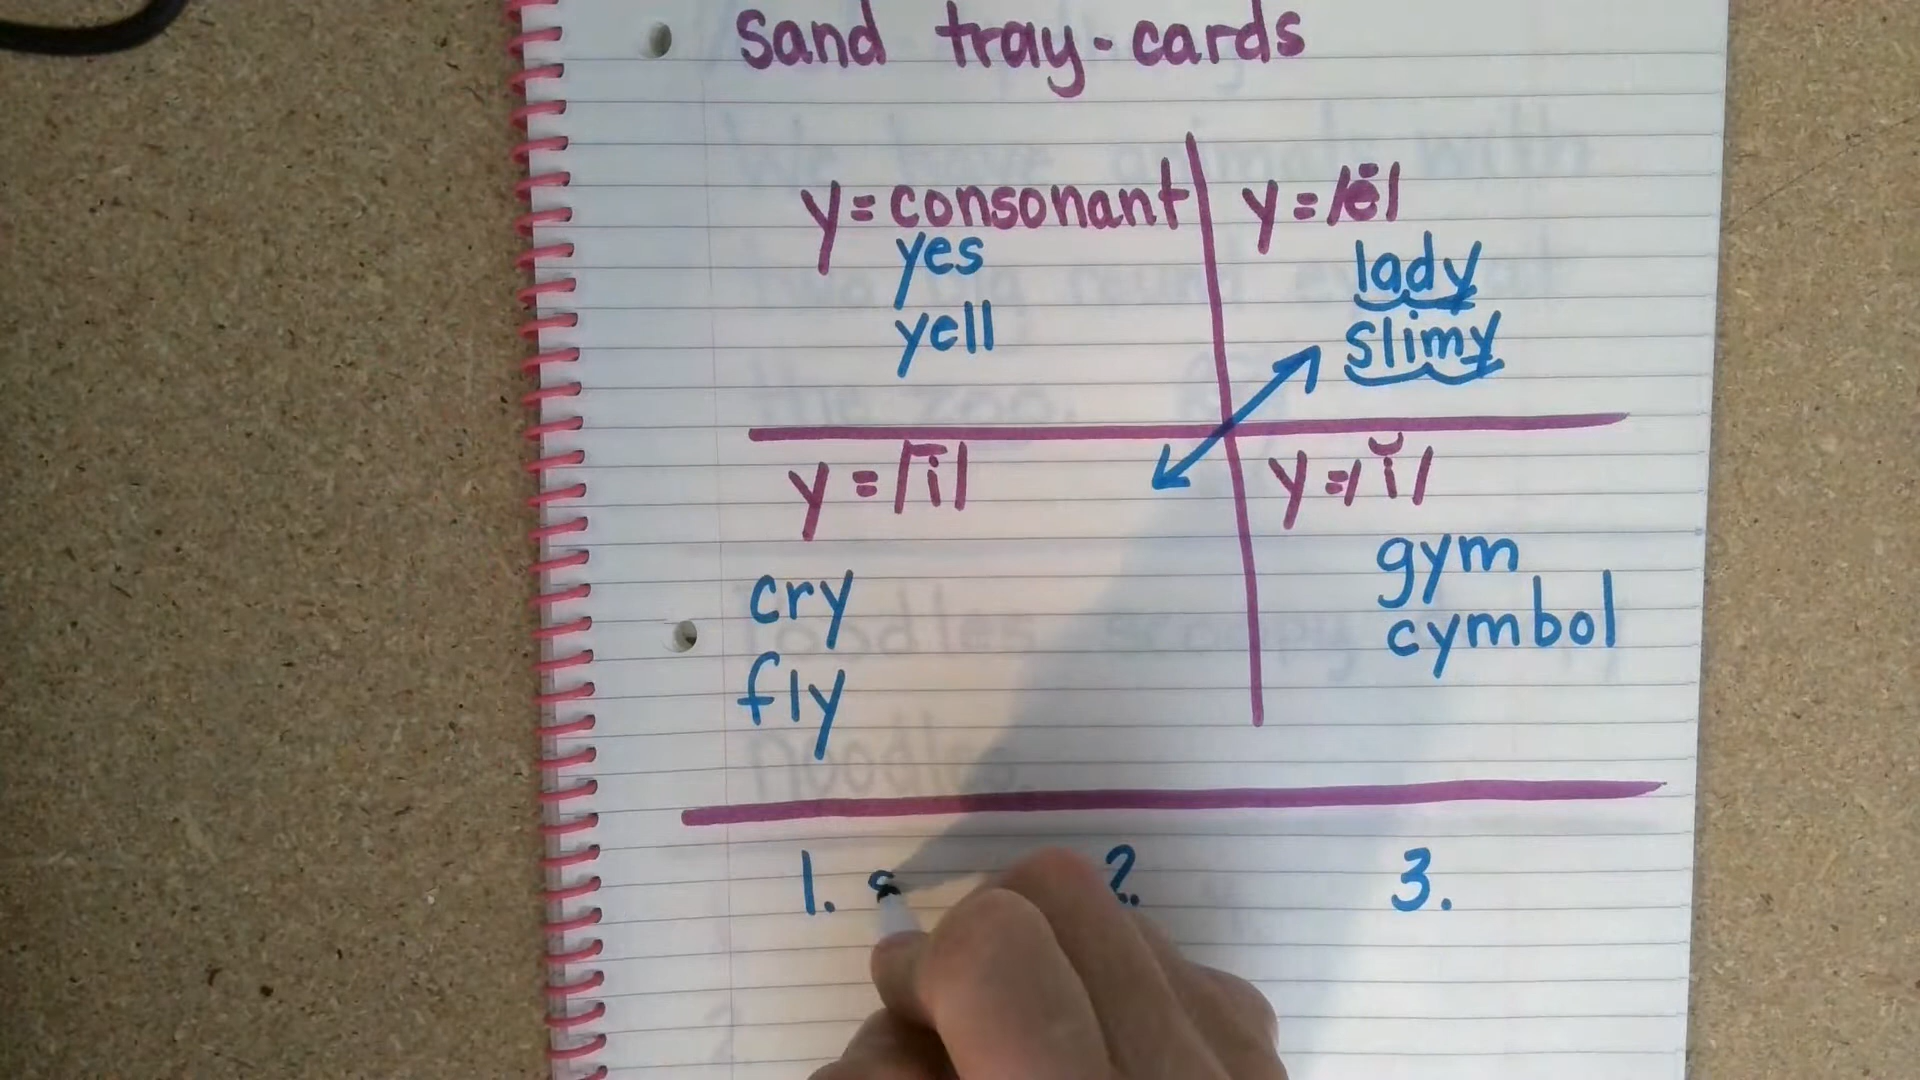 sand tray-cards
y=consonant
yes
yell
y=/ē/
lady
slimy
y=/ī/
cry
fly
y=/ĭ/
gym
cymbol
1. s
2.
3.